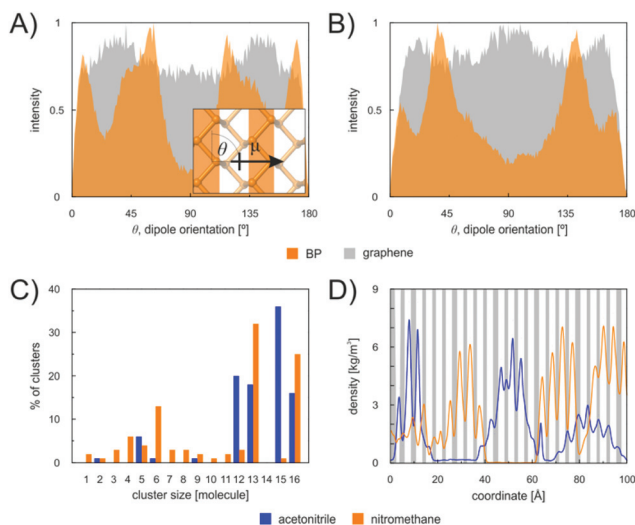 A)
B)
1
0.5
0
intensity
θ
μ
0 45 90 135 180
θ, dipole orientation [º]
1
0.5
0
intensity
0 45 90 135 180
θ, dipole orientation [º]
BP graphene
C)
D)
40
30
20
10
0
% of clusters
1 2 3 4 5 6 7 8 9 10 11 12 13 14 15 16
cluster size [molecule]
9
6
3
0
density [kg/m³]
0 20 40 60 80 100
coordinate [Å]
acetonitrile nitromethane